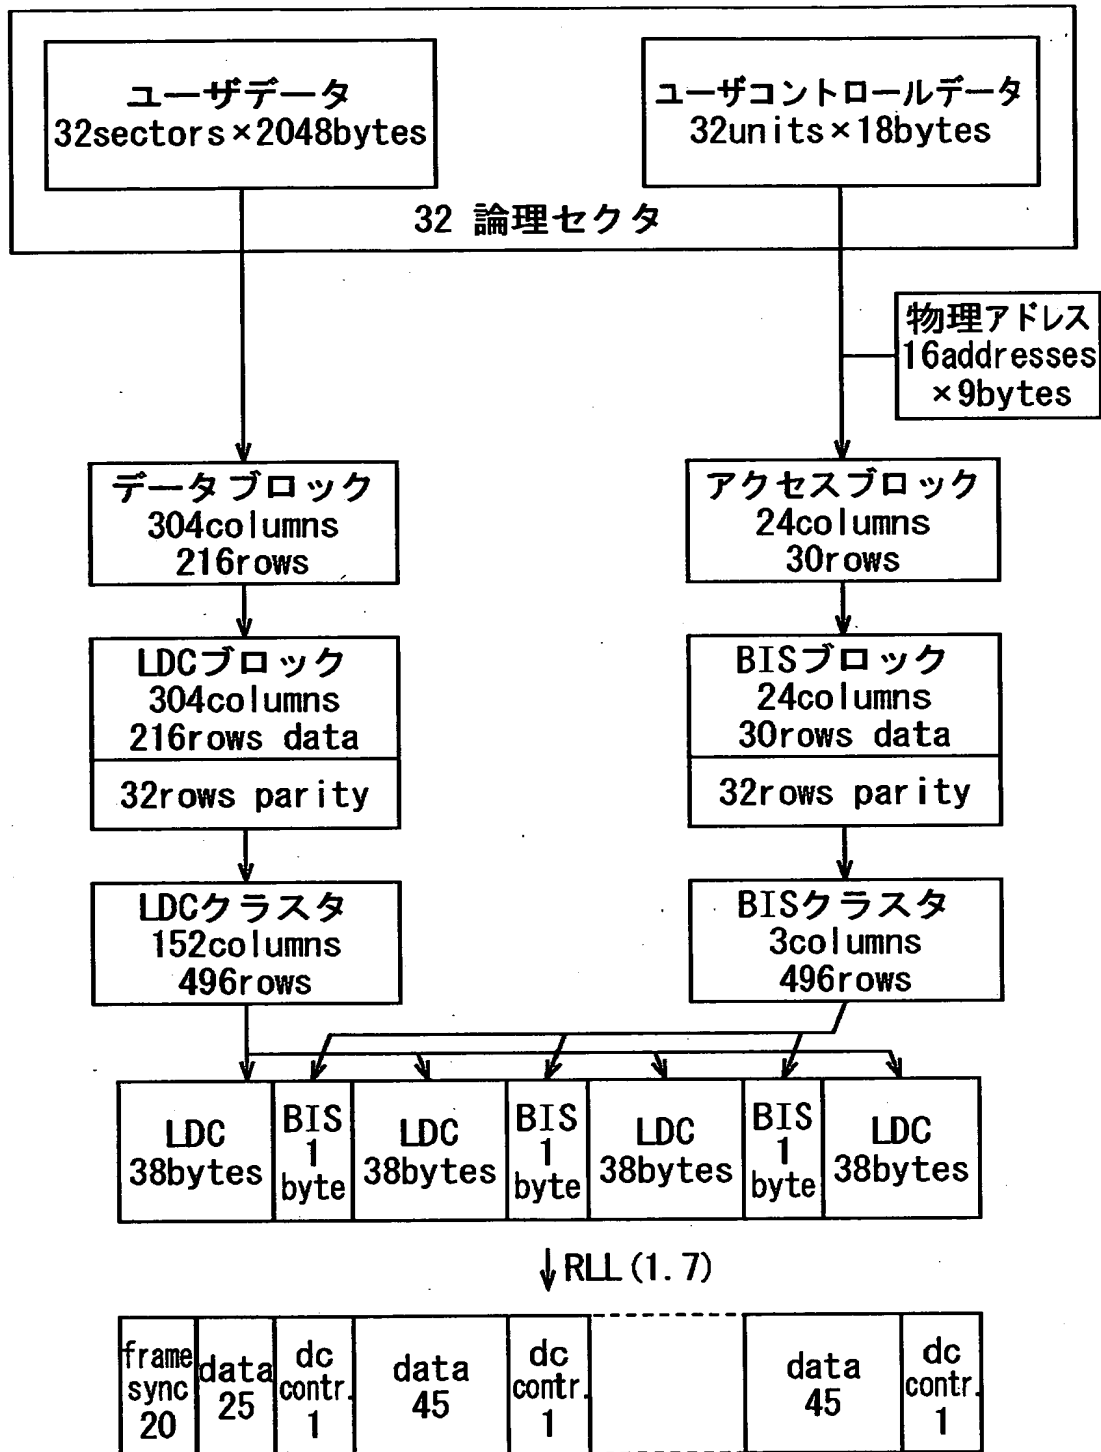 ユーザデータ
32sectors×2048bytes
ユーザコントロールデータ
32units×18bytes
32 論理セクタ
物理アドレス
16addresses
×9bytes
データブロック
304columns
216rows
アクセスブロック
24columns
30rows
LDCブロック
304columns
216rows data
32rows parity
BISブロック
24columns
30rows data
32rows parity
LDCクラスタ
152columns
496rows
BISクラスタ
3columns
496rows
LDC
38bytes
BIS
1
byte
LDC
38bytes
BIS
1
byte
LDC
38bytes
BIS
1
byte
LDC
38bytes
RLL(1.7)
frame
sync
20
data
25
dc
contr.
1
data
45
dc
contr.
1
data
45
dc
contr.
1